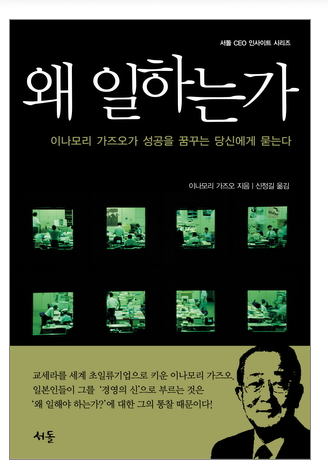 서돌 CEO 인사이트 시리즈
왜 일하는가
이나모리 가즈오가 성공을 꿈꾸는 당신에게 묻는다
이나모리 가즈오 지음 | 신정길 옮김
교세라를 세계 초일류기업으로 키운 이나모리 가즈오,
일본인들이 그를 ‘경영의 신’으로 부르는 것은
‘왜 일해야 하는가?’에 대한 그의 통찰 때문이다!
서돌